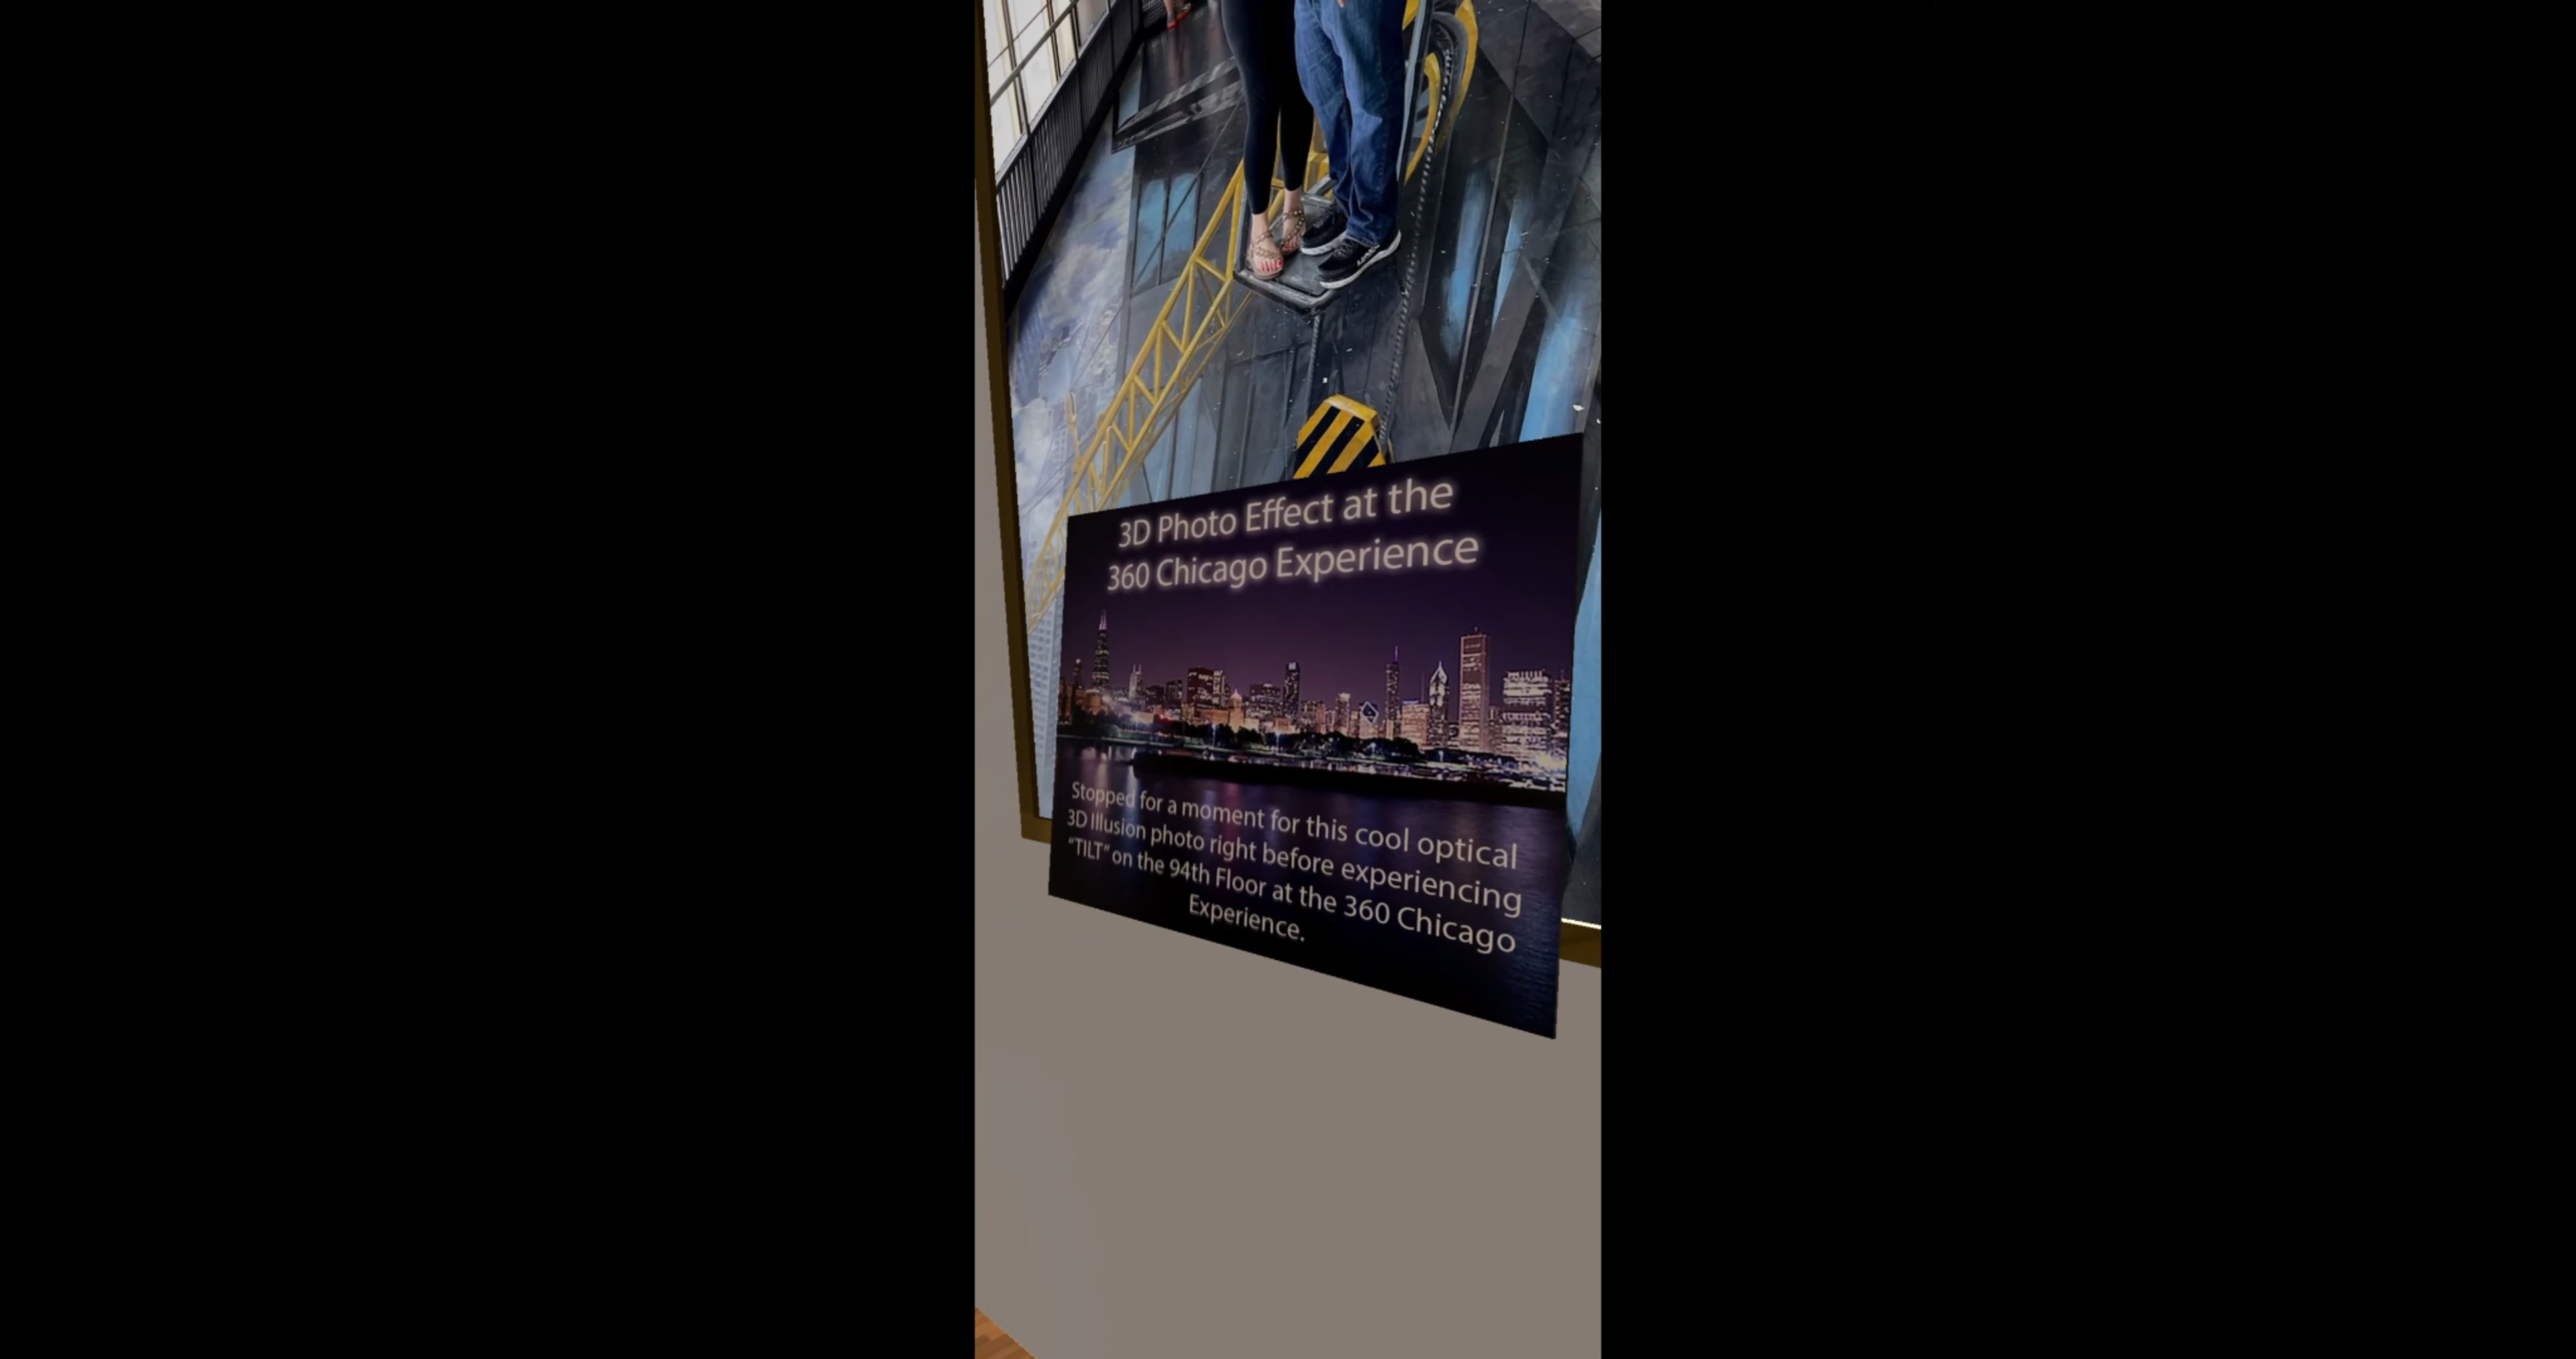 3D Photo Effect at the
360 Chicago Experience
Stopped for a moment for this cool optical
3D Illusion photo right before experiencing
“TILT” on the 94th Floor at the 360 Chicago
Experience.